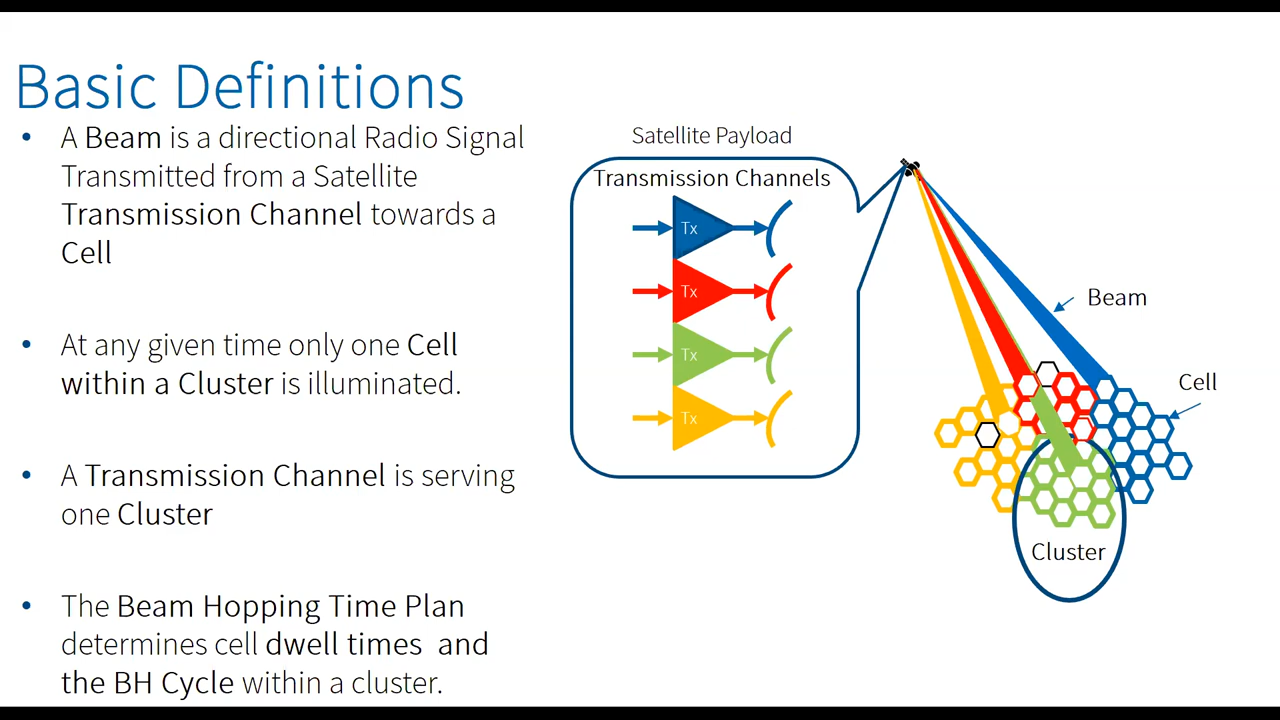 Basic Definitions
• A Beam is a directional Radio Signal
Transmitted from a Satellite
Transmission Channel towards a
Cell
• At any given time only one Cell
within a Cluster is illuminated.
• A Transmission Channel is serving
one Cluster
• The Beam Hopping Time Plan
determines cell dwell times and
the BH Cycle within a cluster.
Satellite Payload
Transmission Channels
Tx
Tx
Tx
Tx
Beam
Cell
Cluster